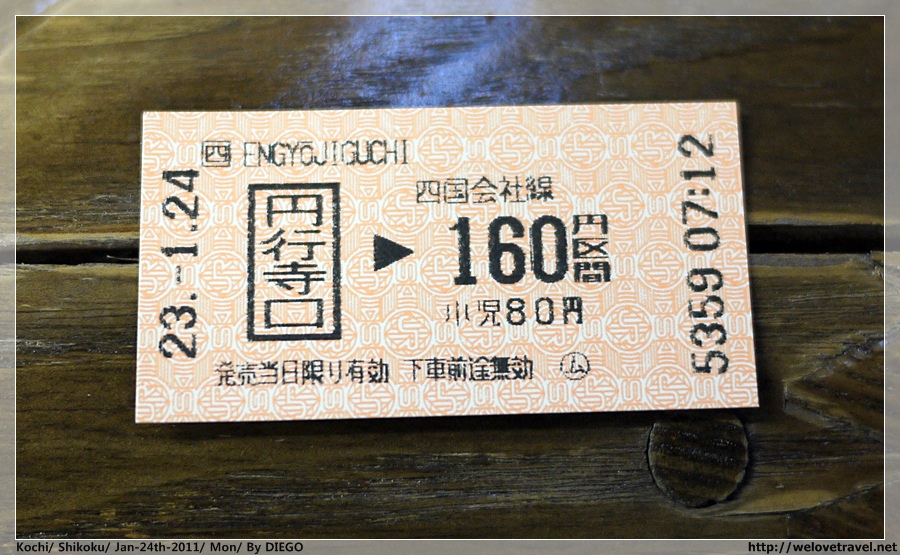 四 ENGYOJIGUCHI
四国会社線
円行寺口 ▶ 160円区間
小児80円
発売当日限り有効 下車前途無効 ム
23.-1.24
5359 07:12
Kochi/ Shikoku/ Jan-24th-2011/ Mon/ By DIEGO
http://welovetravel.net